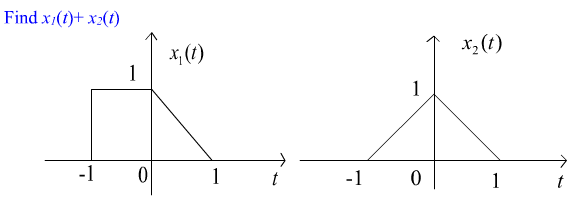 Find x₁(t)+ x₂(t)
x₁(t)
1
-1
0
1
t
x₂(t)
1
-1
0
1
t